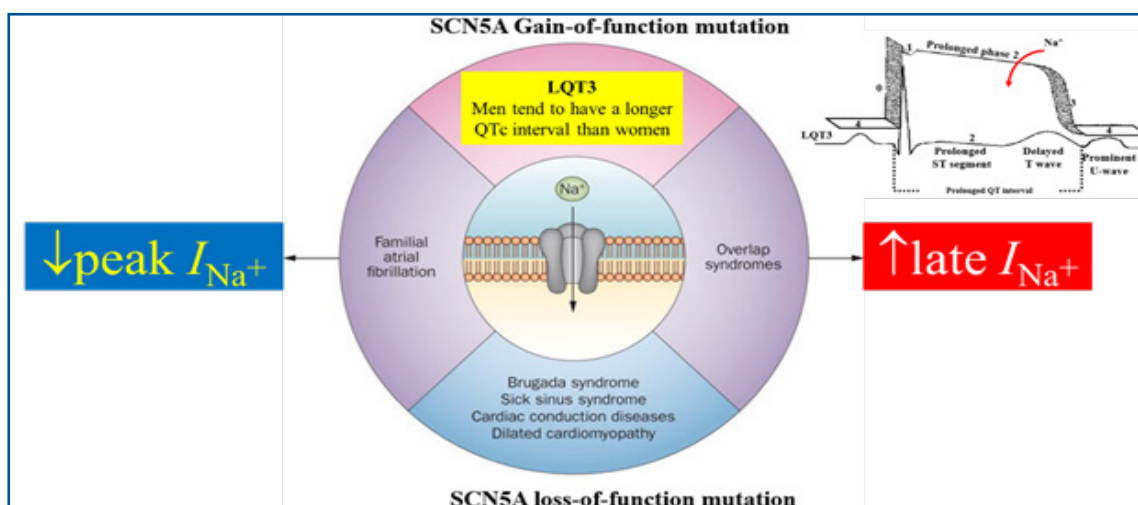 SCN5A Gain-of-function mutation
LQT3
Men tend to have a longer
QTc interval than women
Na⁺
Familial
atrial
fibrillation
Overlap
syndromes
Brugada syndrome
Sick sinus syndrome
Cardiac conduction diseases
Dilated cardiomyopathy
SCN5A loss-of-function mutation
↓peak I Na+
↑late I Na+
1
Prolonged phase 2
Na⁺
0
3
4
4
LQT3
2
Prolonged
ST segment
Delayed
T wave
Prominent
U-wave
Prolonged QT interval